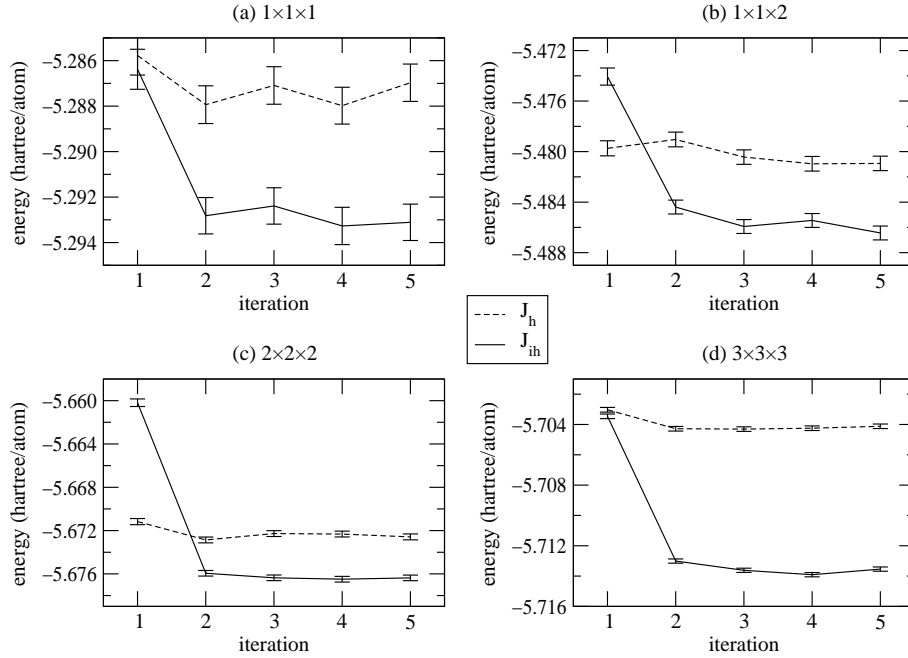 (a) 1×1×1
energy (hartree/atom)
−5.286
−5.288
−5.290
−5.292
−5.294
1 2 3 4 5
iteration
(b) 1×1×2
energy (hartree/atom)
−5.472
−5.476
−5.480
−5.484
−5.488
1 2 3 4 5
iteration
J_h
J_ih
(c) 2×2×2
energy (hartree/atom)
−5.660
−5.664
−5.668
−5.672
−5.676
1 2 3 4 5
iteration
(d) 3×3×3
energy (hartree/atom)
−5.704
−5.708
−5.712
−5.716
1 2 3 4 5
iteration